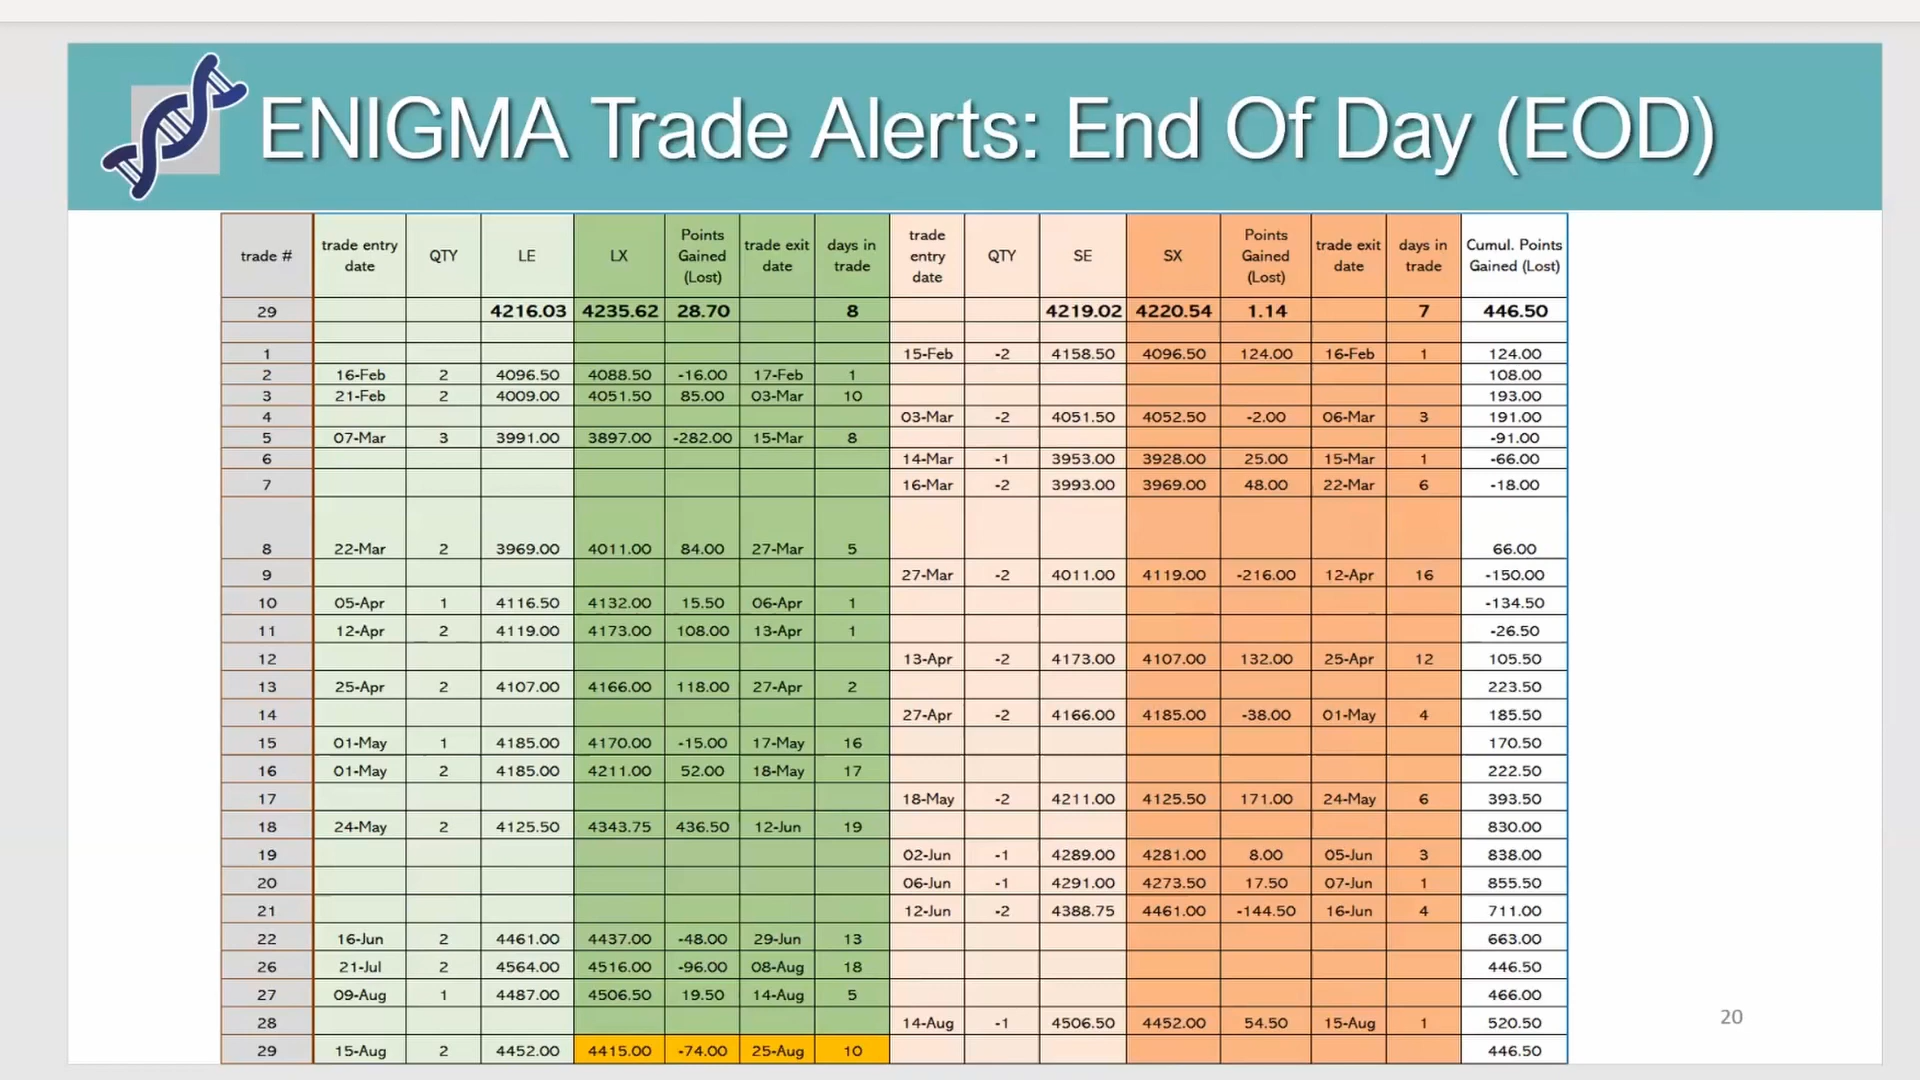 ENIGMA Trade Alerts: End Of Day (EOD)
trade # trade entry date QTY LE LX Points Gained (Lost) trade exit date days in trade trade entry date QTY SE SX Points Gained (Lost) trade exit date days in trade Cumul. Points Gained (Lost)
29 4216.03 4235.62 28.70 8 4219.02 4220.54 1.14 7 446.50
1 15-Feb -2 4158.50 4096.50 124.00 16-Feb 1 124.00
2 16-Feb 2 4096.50 4088.50 -16.00 17-Feb 1 108.00
3 21-Feb 2 4009.00 4051.50 85.00 03-Mar 10 193.00
4 03-Mar -2 4051.50 4052.50 -2.00 06-Mar 3 191.00
5 07-Mar 3 3991.00 3897.00 -282.00 15-Mar 8 -91.00
6 14-Mar -1 3953.00 3928.00 25.00 15-Mar 1 -66.00
7 16-Mar -2 3993.00 3969.00 48.00 22-Mar 6 -18.00
8 22-Mar 2 3969.00 4011.00 84.00 27-Mar 5 66.00
9 27-Mar -2 4011.00 4119.00 -216.00 12-Apr 16 -150.00
10 05-Apr 1 4116.50 4132.00 15.50 06-Apr 1 -134.50
11 12-Apr 2 4119.00 4173.00 108.00 13-Apr 1 -26.50
12 13-Apr -2 4173.00 4107.00 132.00 25-Apr 12 105.50
13 25-Apr 2 4107.00 4166.00 118.00 27-Apr 2 223.50
14 27-Apr -2 4166.00 4185.00 -38.00 01-May 4 185.50
15 01-May 1 4185.00 4170.00 -15.00 17-May 16 170.50
16 01-May 2 4185.00 4211.00 52.00 18-May 17 222.50
17 18-May -2 4211.00 4125.50 171.00 24-May 6 393.50
18 24-May 2 4125.50 4343.75 436.50 12-Jun 19 830.00
19 02-Jun -1 4289.00 4281.00 8.00 05-Jun 3 838.00
20 06-Jun -1 4291.00 4273.50 17.50 07-Jun 1 855.50
21 12-Jun -2 4388.75 4461.00 -144.50 16-Jun 4 711.00
22 16-Jun 2 4461.00 4437.00 -48.00 29-Jun 13 663.00
26 21-Jul 2 4564.00 4516.00 -96.00 08-Aug 18 446.50
27 09-Aug 1 4487.00 4506.50 19.50 14-Aug 5 466.00
28 14-Aug -1 4506.50 4452.00 54.50 15-Aug 1 520.50
29 15-Aug 2 4452.00 4415.00 -74.00 25-Aug 10 446.50
20